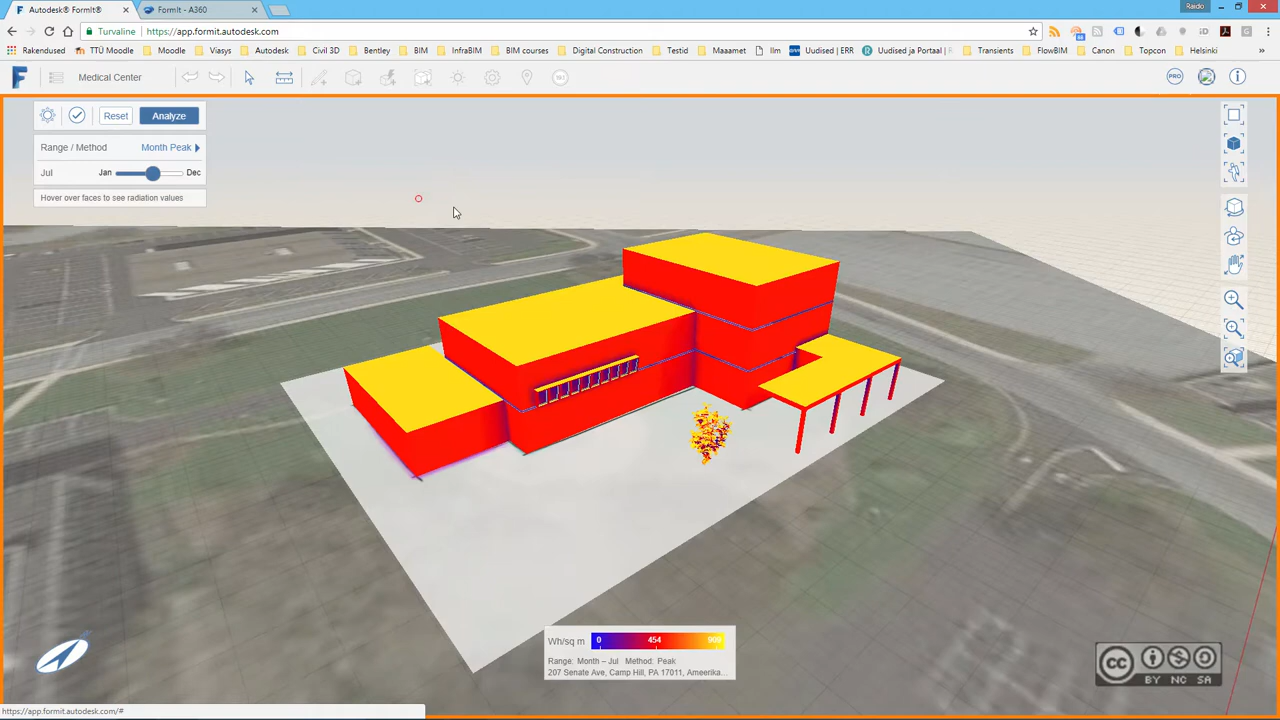 Autodesk® FormIt®
FormIt - A360
Raido
Turvaline
https://app.formit.autodesk.com
Rakendused
TTÜ Moodle
Moodle
Viasys
Autodesk
Civil 3D
Bentley
BIM
InfraBIM
BIM courses
Digital Construction
Testid
Maaamet
Ilm
Uudised | ERR
Uudised ja Portaal |
Transients
FlowBIM
Canon
Topcon
Helsinki
»
Medical Center
PRO
Reset
Analyze
Range / Method
Month Peak
Jul
Jan
Dec
Hover over faces to see radiation values
Wh/sq m
0
454
909
Range: Month – Jul Method: Peak
207 Senate Ave, Camp Hill, PA 17011, Ameerika...
cc
BY NC SA
https://app.formit.autodesk.com/#